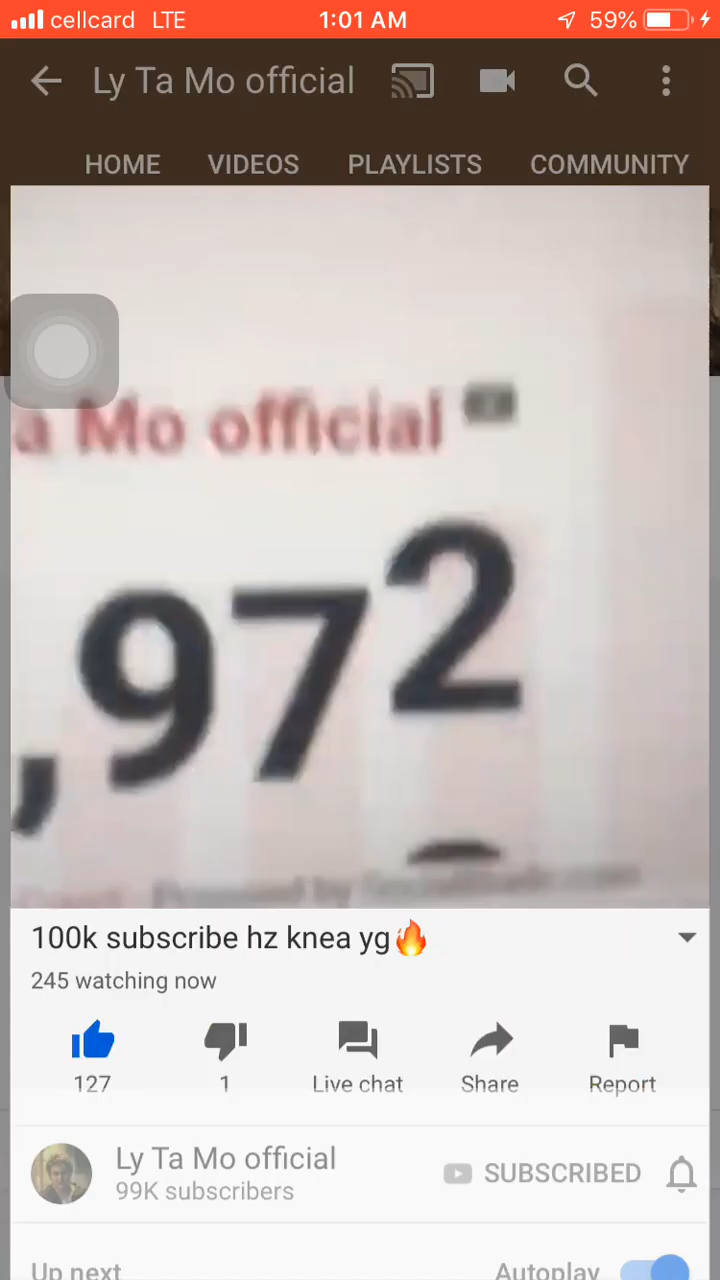 cellcard LTE 1:01 AM 59%
Ly Ta Mo official
HOME VIDEOS PLAYLISTS COMMUNITY
a Mo official
,972
Powered by
100k subscribe hz knea yg🔥
245 watching now
127 1 Live chat Share Report
Ly Ta Mo official
99K subscribers
SUBSCRIBED
Up next Autoplay